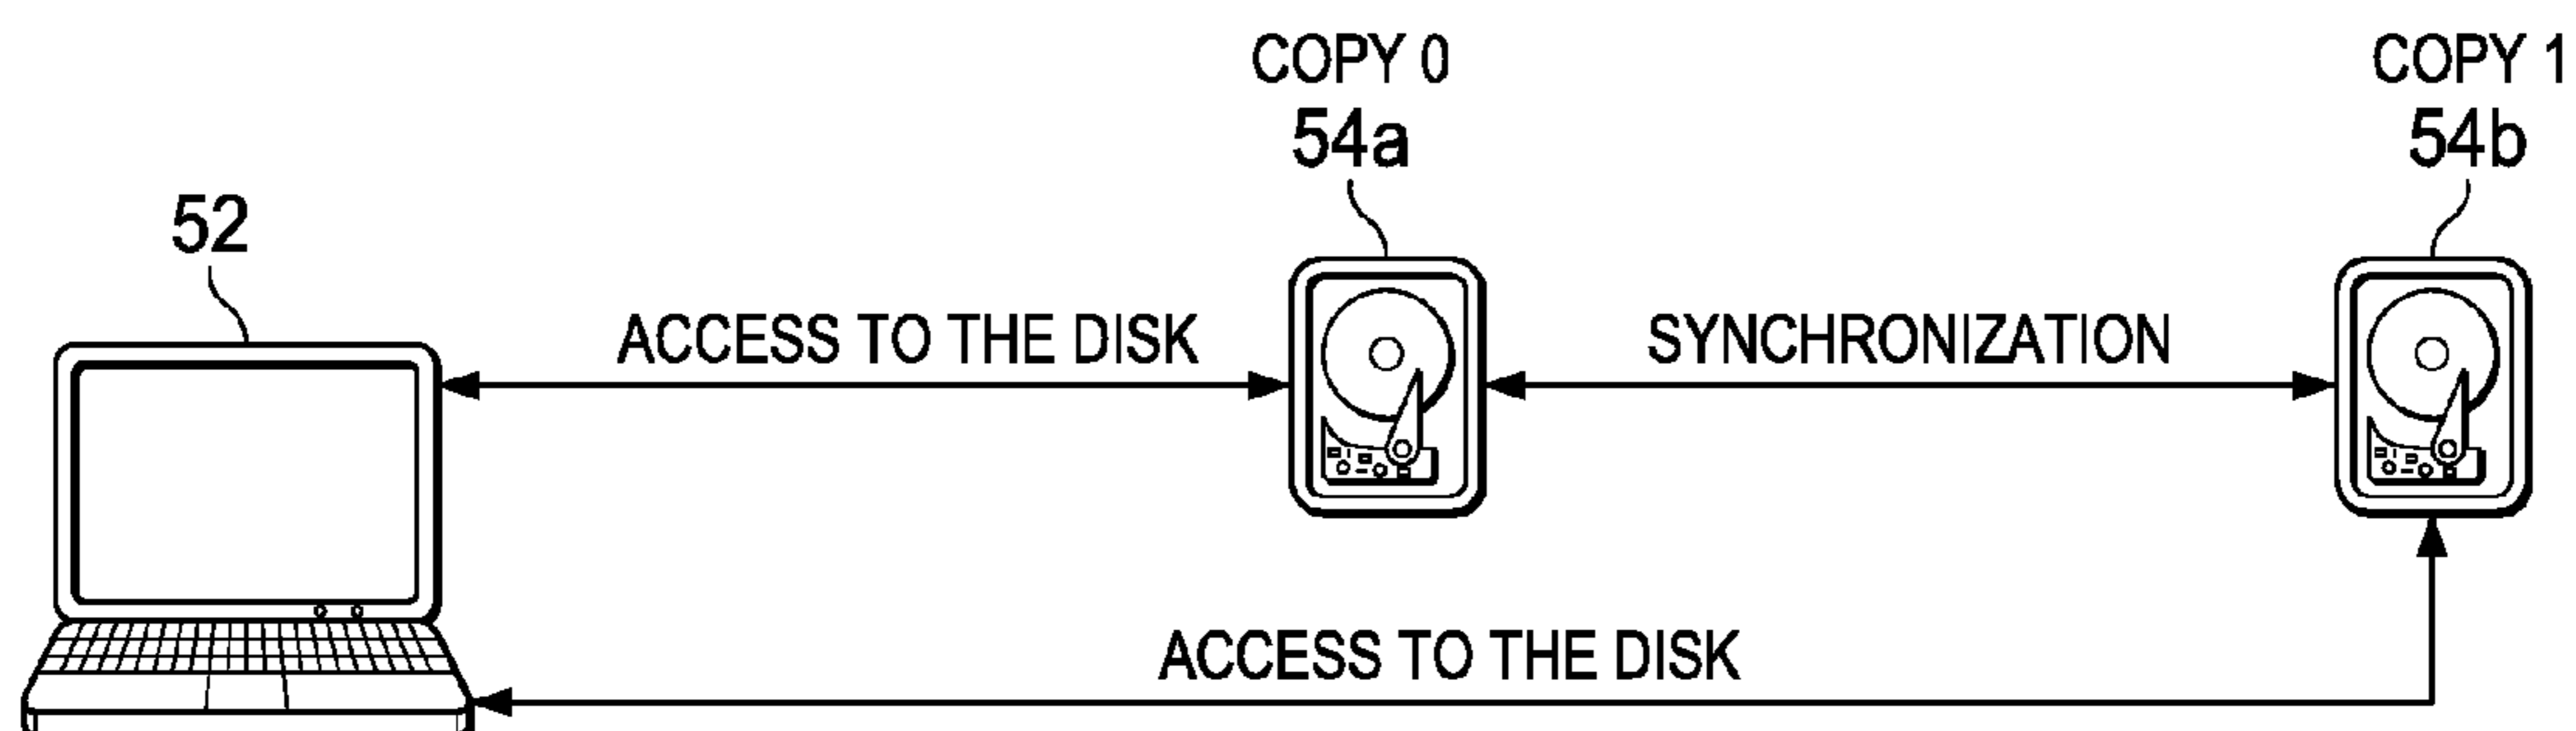 COPY 0
54a
COPY 1
54b
52
ACCESS TO THE DISK
SYNCHRONIZATION
ACCESS TO THE DISK